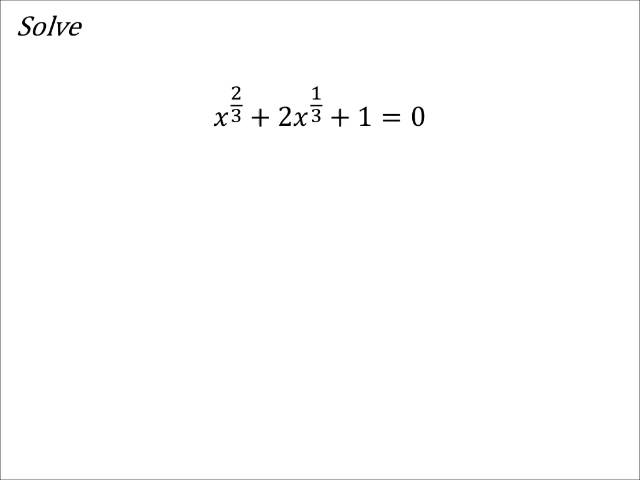 Solve
x^{2/3} + 2x^{1/3} + 1 = 0